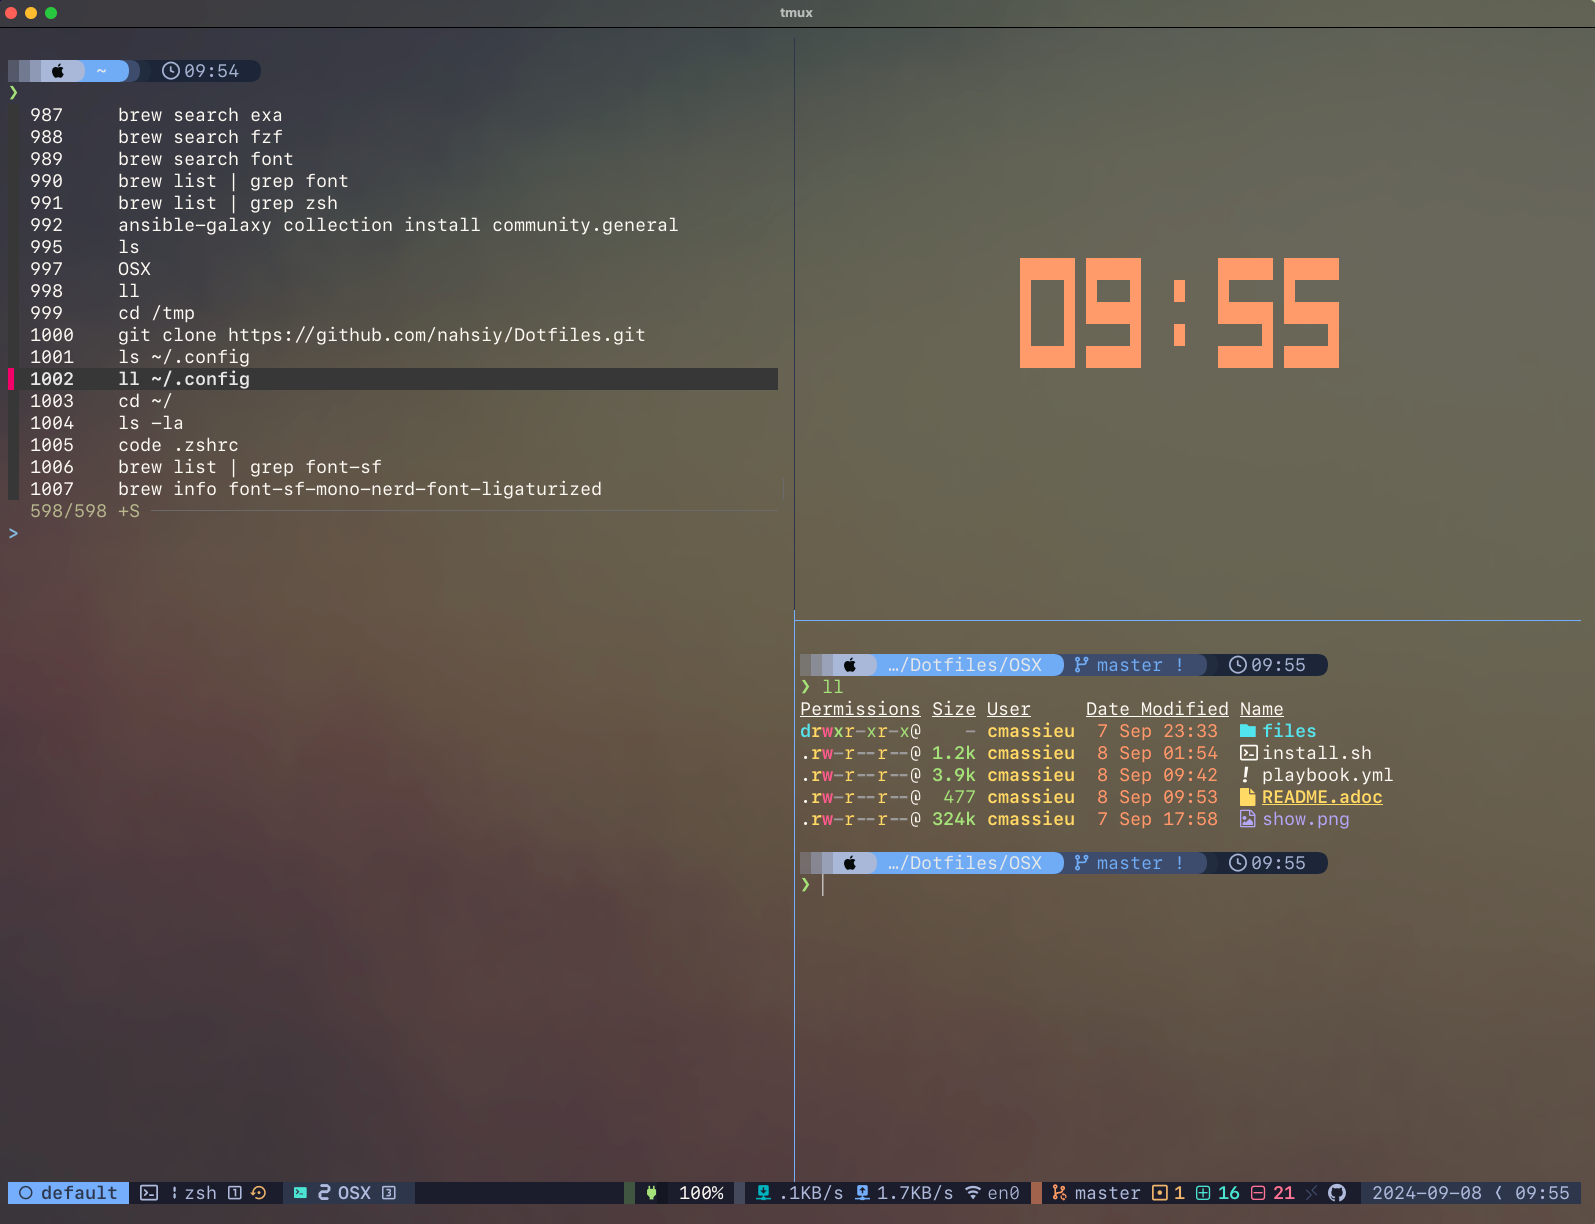 tmux
~ 09:54
❯
987 brew search exa
988 brew search fzf
989 brew search font
990 brew list | grep font
991 brew list | grep zsh
992 ansible-galaxy collection install community.general
995 ls
997 OSX
998 ll
999 cd /tmp
1000 git clone https://github.com/nahsiy/Dotfiles.git
1001 ls ~/.config
1002 ll ~/.config
1003 cd ~/
1004 ls -la
1005 code .zshrc
1006 brew list | grep font-sf
1007 brew info font-sf-mono-nerd-font-ligaturized
598/598 +S
>
09:55
…/Dotfiles/OSX master ! 09:55
❯ ll
Permissions Size User Date Modified Name
drwxr-xr-x@ - cmassieu 7 Sep 23:33 files
.rw-r--r--@ 1.2k cmassieu 8 Sep 01:54 install.sh
.rw-r--r--@ 3.9k cmassieu 8 Sep 09:42 ! playbook.yml
.rw-r--r--@ 477 cmassieu 8 Sep 09:53 README.adoc
.rw-r--r--@ 324k cmassieu 7 Sep 17:58 show.png
…/Dotfiles/OSX master ! 09:55
❯
default zsh 1 2 OSX 3 100% .1KB/s 1.7KB/s en0 master 1 16 21 2024-09-08 ❬ 09:55